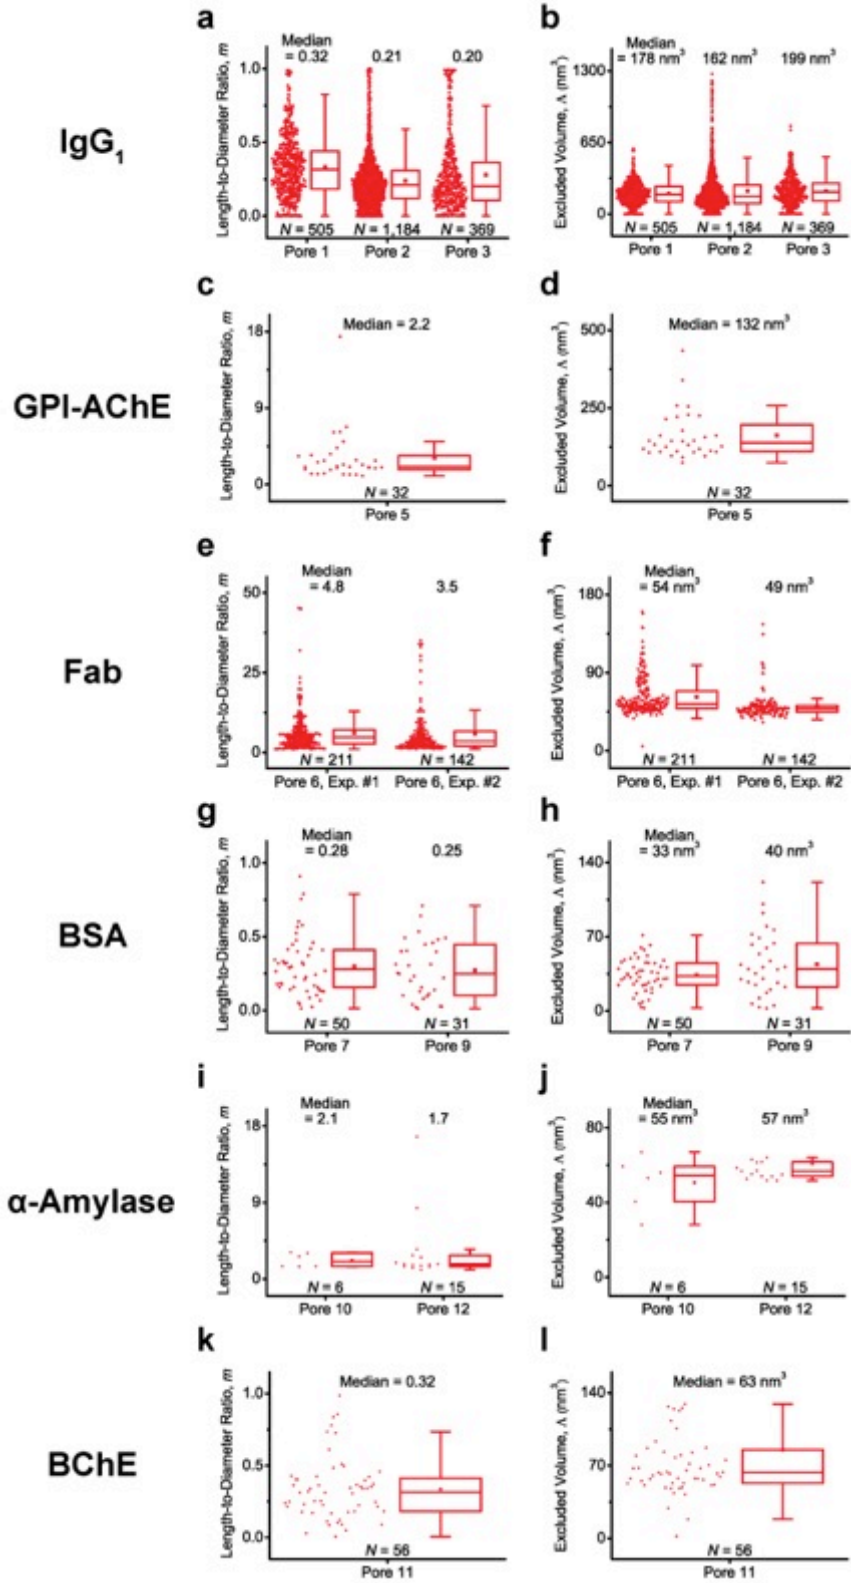 a
b
IgG1
Length-to-Diameter Ratio, m
1.0
0.5
0.0
Median
= 0.32
0.21
0.20
N = 505
N = 1,184
N = 369
Pore 1
Pore 2
Pore 3
Excluded Volume, Λ (nm3)
1300
650
0
Median
= 178 nm3
162 nm3
199 nm3
N = 505
N = 1,184
N = 369
Pore 1
Pore 2
Pore 3
c
d
GPI-AChE
Length-to-Diameter Ratio, m
18
9
0
Median = 2.2
N = 32
Pore 5
Excluded Volume, Λ (nm3)
500
250
0
Median = 132 nm3
N = 32
Pore 5
e
f
Fab
Length-to-Diameter Ratio, m
50
25
0
Median
= 4.8
3.5
N = 211
N = 142
Pore 6, Exp. #1
Pore 6, Exp. #2
Excluded Volume, Λ (nm3)
180
90
0
Median
= 54 nm3
49 nm3
N = 211
N = 142
Pore 6, Exp. #1
Pore 6, Exp. #2
g
h
BSA
Length-to-Diameter Ratio, m
1.0
0.5
0.0
Median
= 0.28
0.25
N = 50
N = 31
Pore 7
Pore 9
Excluded Volume, Λ (nm3)
140
70
0
Median
= 33 nm3
40 nm3
N = 50
N = 31
Pore 7
Pore 9
i
j
α-Amylase
Length-to-Diameter Ratio, m
18
9
0
Median
= 2.1
1.7
N = 6
N = 15
Pore 10
Pore 12
Excluded Volume, Λ (nm3)
80
40
0
Median
= 55 nm3
57 nm3
N = 6
N = 15
Pore 10
Pore 12
k
l
BChE
Length-to-Diameter Ratio, m
1.0
0.5
0.0
Median = 0.32
N = 56
Pore 11
Excluded Volume, Λ (nm3)
140
70
0
Median = 63 nm3
N = 56
Pore 11